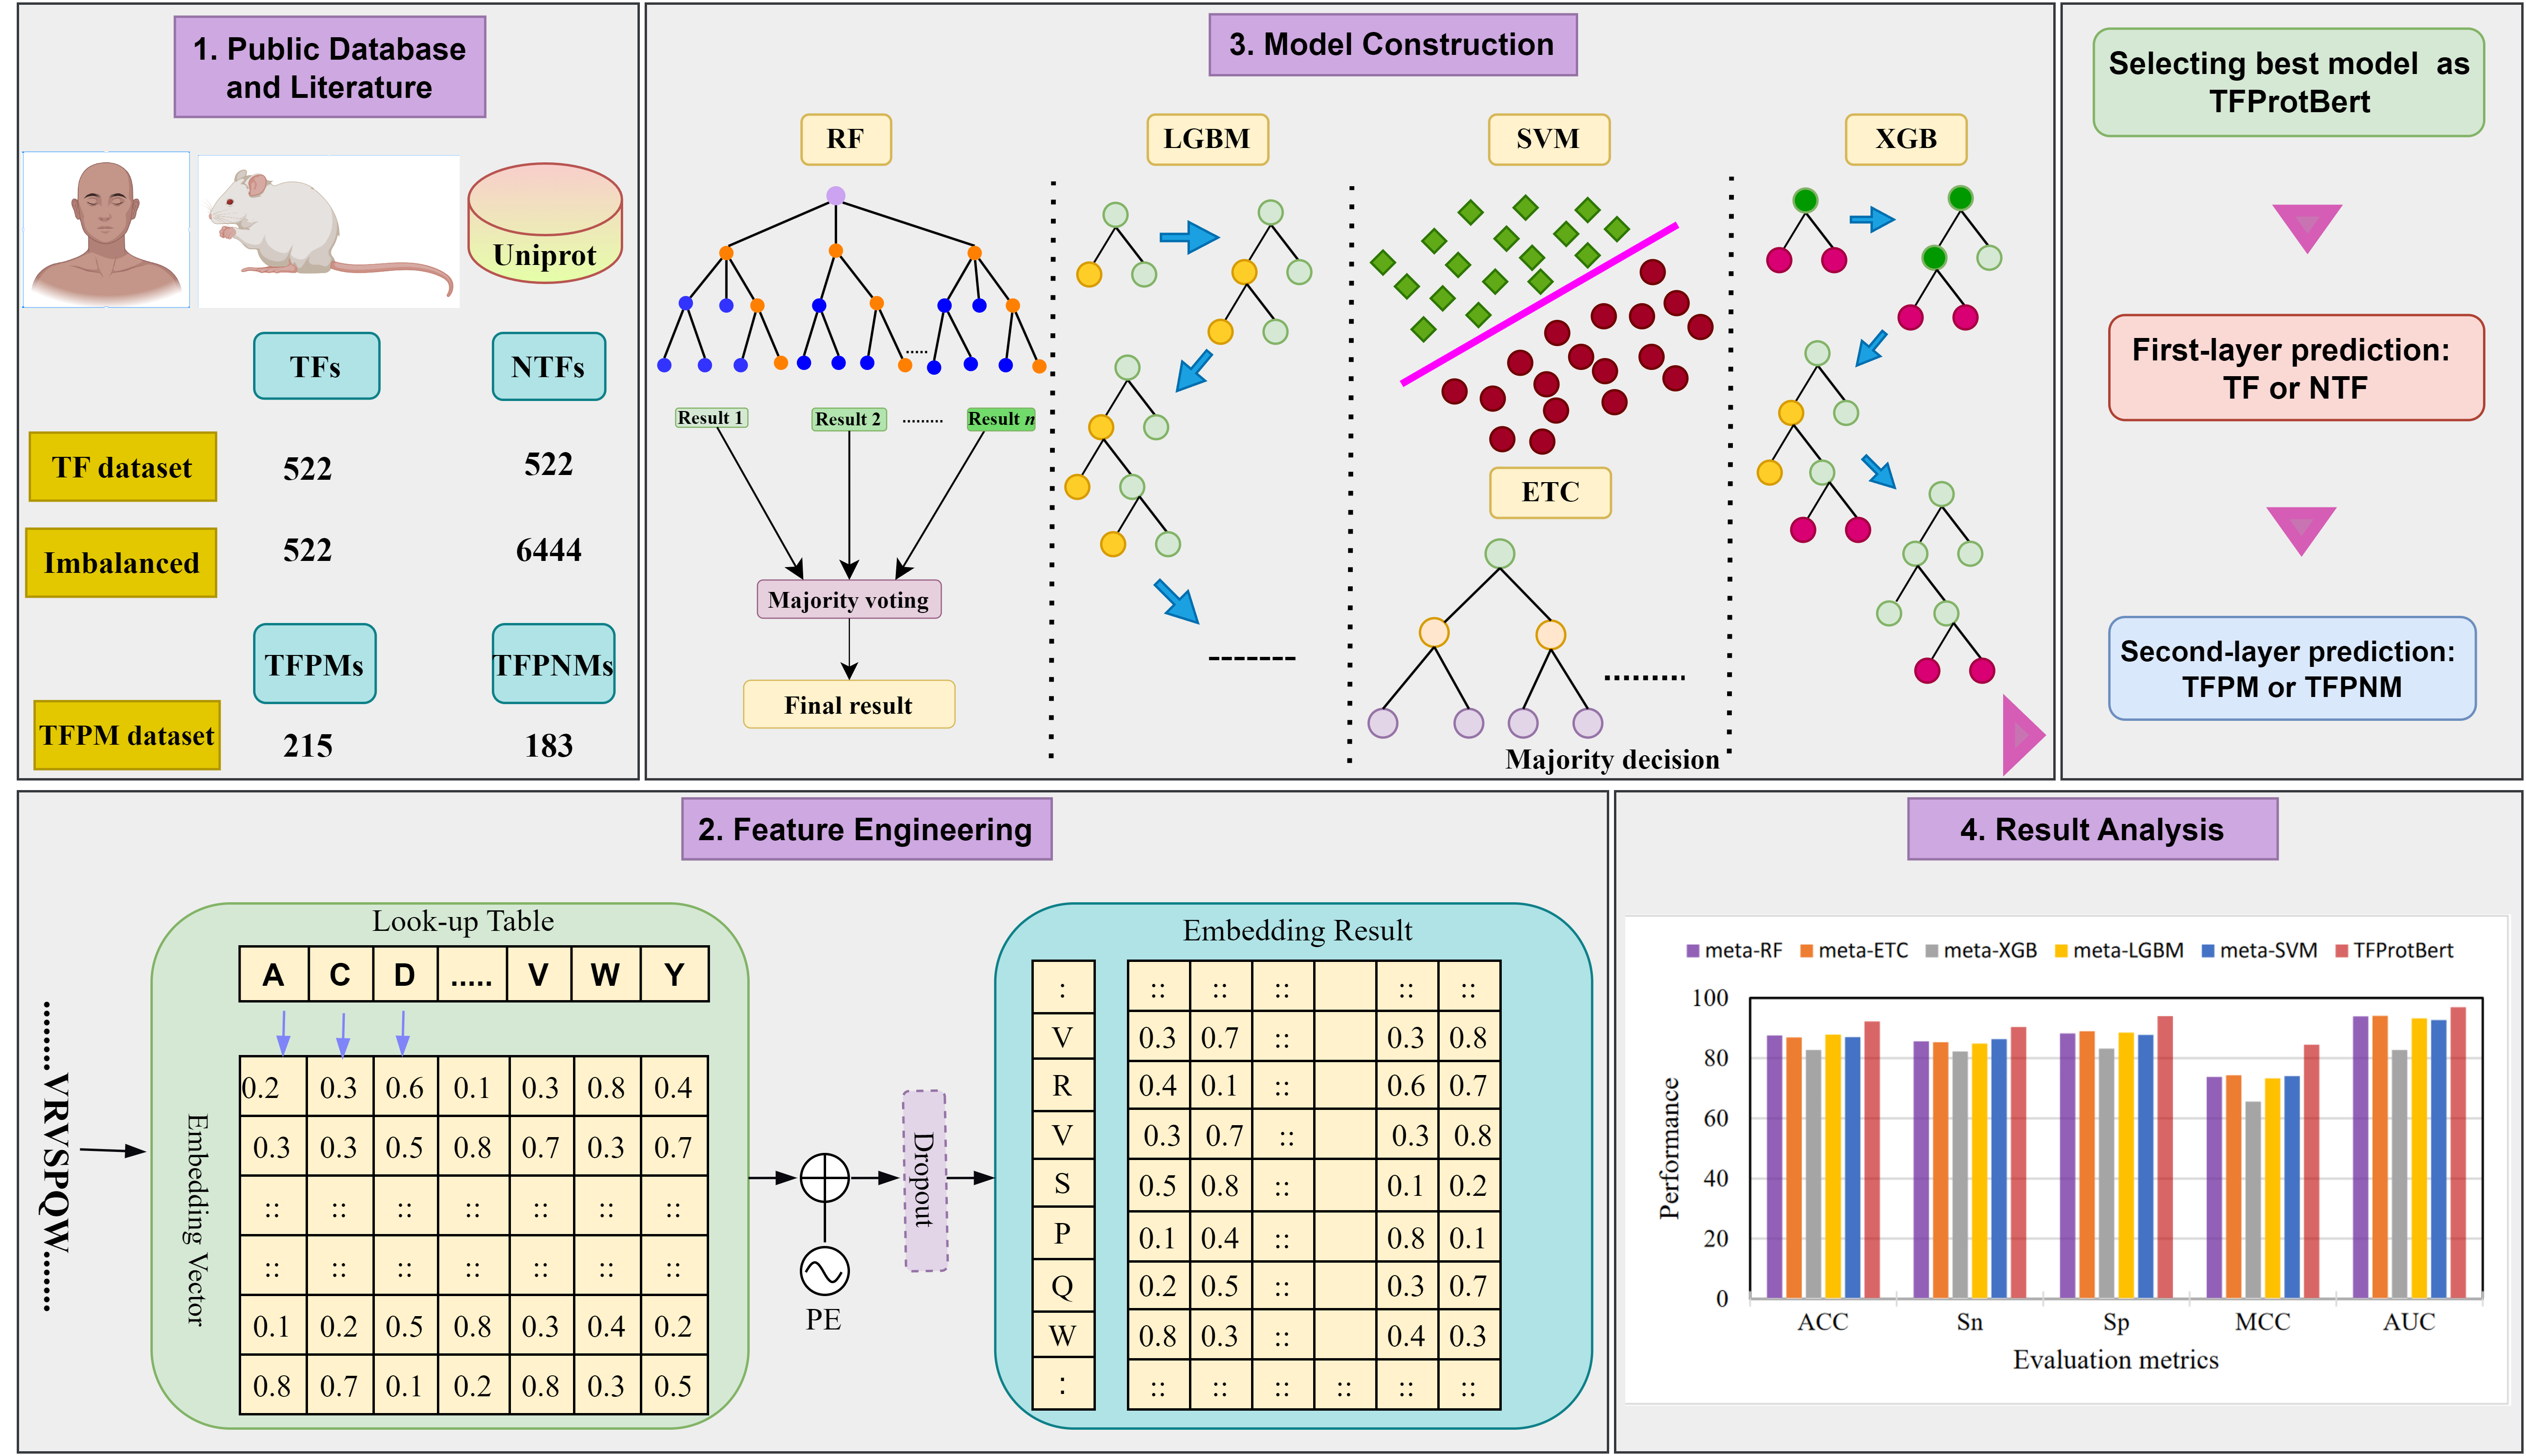 1. Public Database
and Literature
Uniprot
TFs
NTFs
TF dataset
522
522
Imbalanced
522
6444
TFPMs
TFPNMs
TFPM dataset
215
183
3. Model Construction
RF
LGBM
SVM
XGB
.....
Result 1
Result 2
.........
Result n
Majority voting
Final result
-------
ETC
.........
Majority decision
Selecting best model as
TFProtBert
First-layer prediction:
TF or NTF
Second-layer prediction:
TFPM or TFPNM
2. Feature Engineering
.........VRVSPQW........
Look-up Table
A C D ..... V W Y
Embedding Vector
0.2 0.3 0.6 0.1 0.3 0.8 0.4
0.3 0.3 0.5 0.8 0.7 0.3 0.7
:: :: :: :: :: :: ::
:: :: :: :: :: :: ::
0.1 0.2 0.5 0.8 0.3 0.4 0.2
0.8 0.7 0.1 0.2 0.8 0.3 0.5
PE
Dropout
Embedding Result
: :: :: :: :: ::
V 0.3 0.7 :: 0.3 0.8
R 0.4 0.1 :: 0.6 0.7
V 0.3 0.7 :: 0.3 0.8
S 0.5 0.8 :: 0.1 0.2
P 0.1 0.4 :: 0.8 0.1
Q 0.2 0.5 :: 0.3 0.7
W 0.8 0.3 :: 0.4 0.3
: :: :: :: :: :: ::
4. Result Analysis
meta-RF meta-ETC meta-XGB meta-LGBM meta-SVM TFProtBert
Performance
100
80
60
40
20
0
ACC Sn Sp MCC AUC
Evaluation metrics